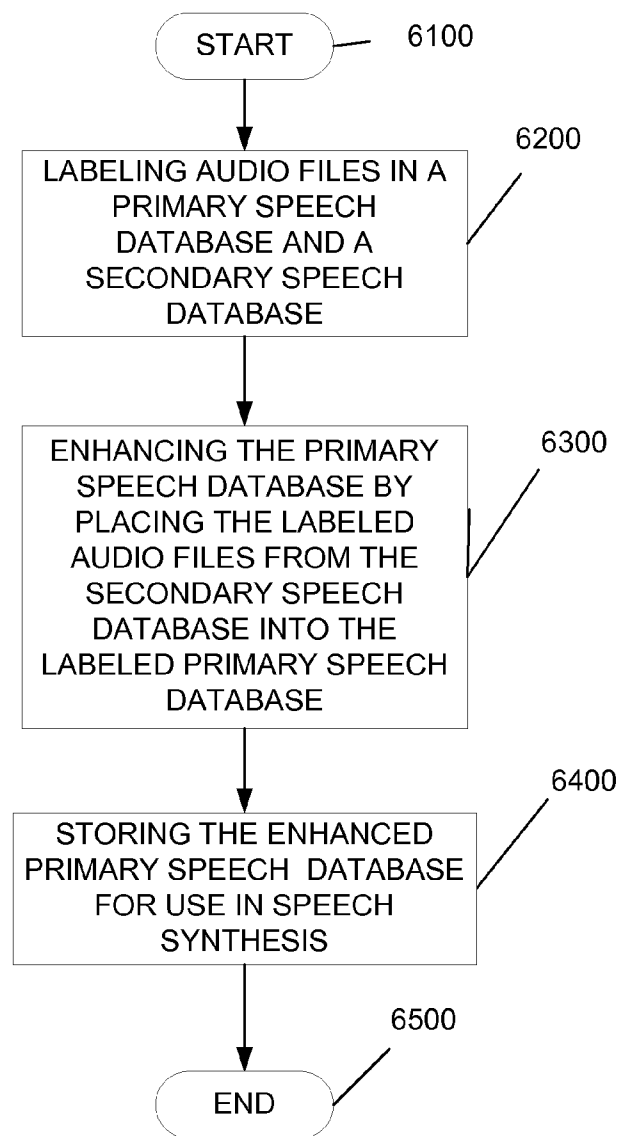 START
6100
6200
LABELING AUDIO FILES IN A
PRIMARY SPEECH
DATABASE AND A
SECONDARY SPEECH
DATABASE
6300
ENHANCING THE PRIMARY
SPEECH DATABASE BY
PLACING THE LABELED
AUDIO FILES FROM THE
SECONDARY SPEECH
DATABASE INTO THE
LABELED PRIMARY SPEECH
DATABASE
6400
STORING THE ENHANCED
PRIMARY SPEECH DATABASE
FOR USE IN SPEECH
SYNTHESIS
6500
END